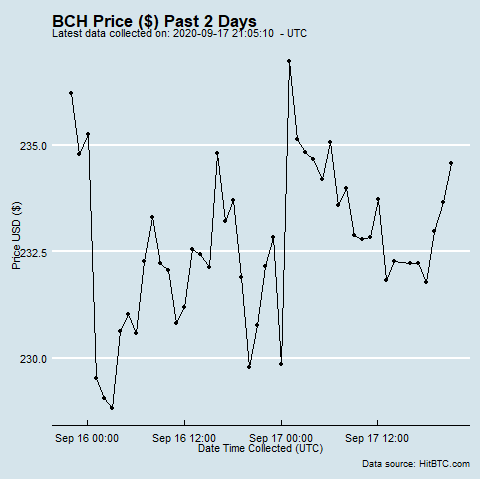 BCH Price ($) Past 2 Days
Latest data collected on: 2020-09-17 21:05:10  - UTC
235.0
232.5
230.0
Price USD ($)
Sep 16 00:00 Sep 16 12:00 Sep 17 00:00 Sep 17 12:00
Date Time Collected (UTC)
Data source: HitBTC.com